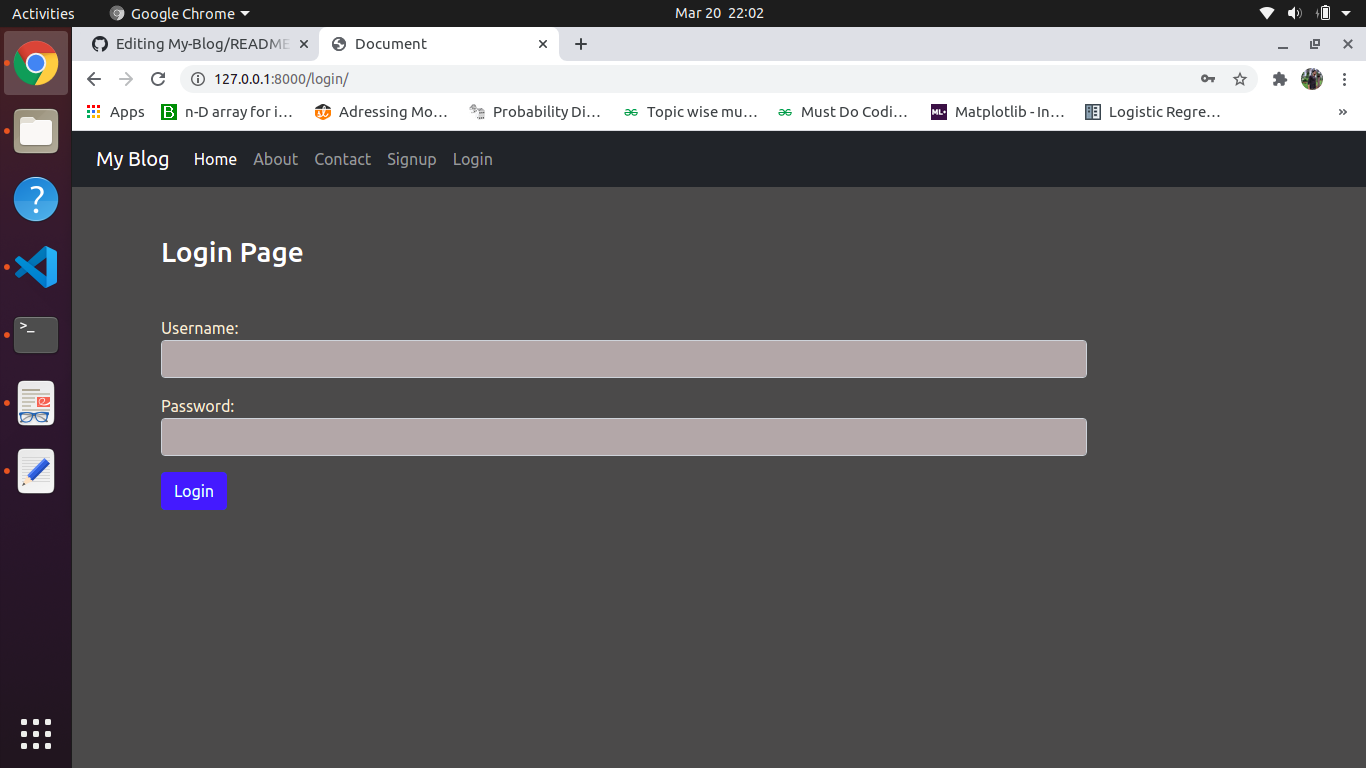 Activities Google Chrome Mar 20 22:02
Editing My-Blog/README Document
127.0.0.1:8000/login/
Apps n-D array for i… Adressing Mo… Probability Di… Topic wise mu… Must Do Codi… ML+ Matplotlib - In… Logistic Regre… »
My Blog Home About Contact Signup Login
Login Page
Username:
Password:
Login